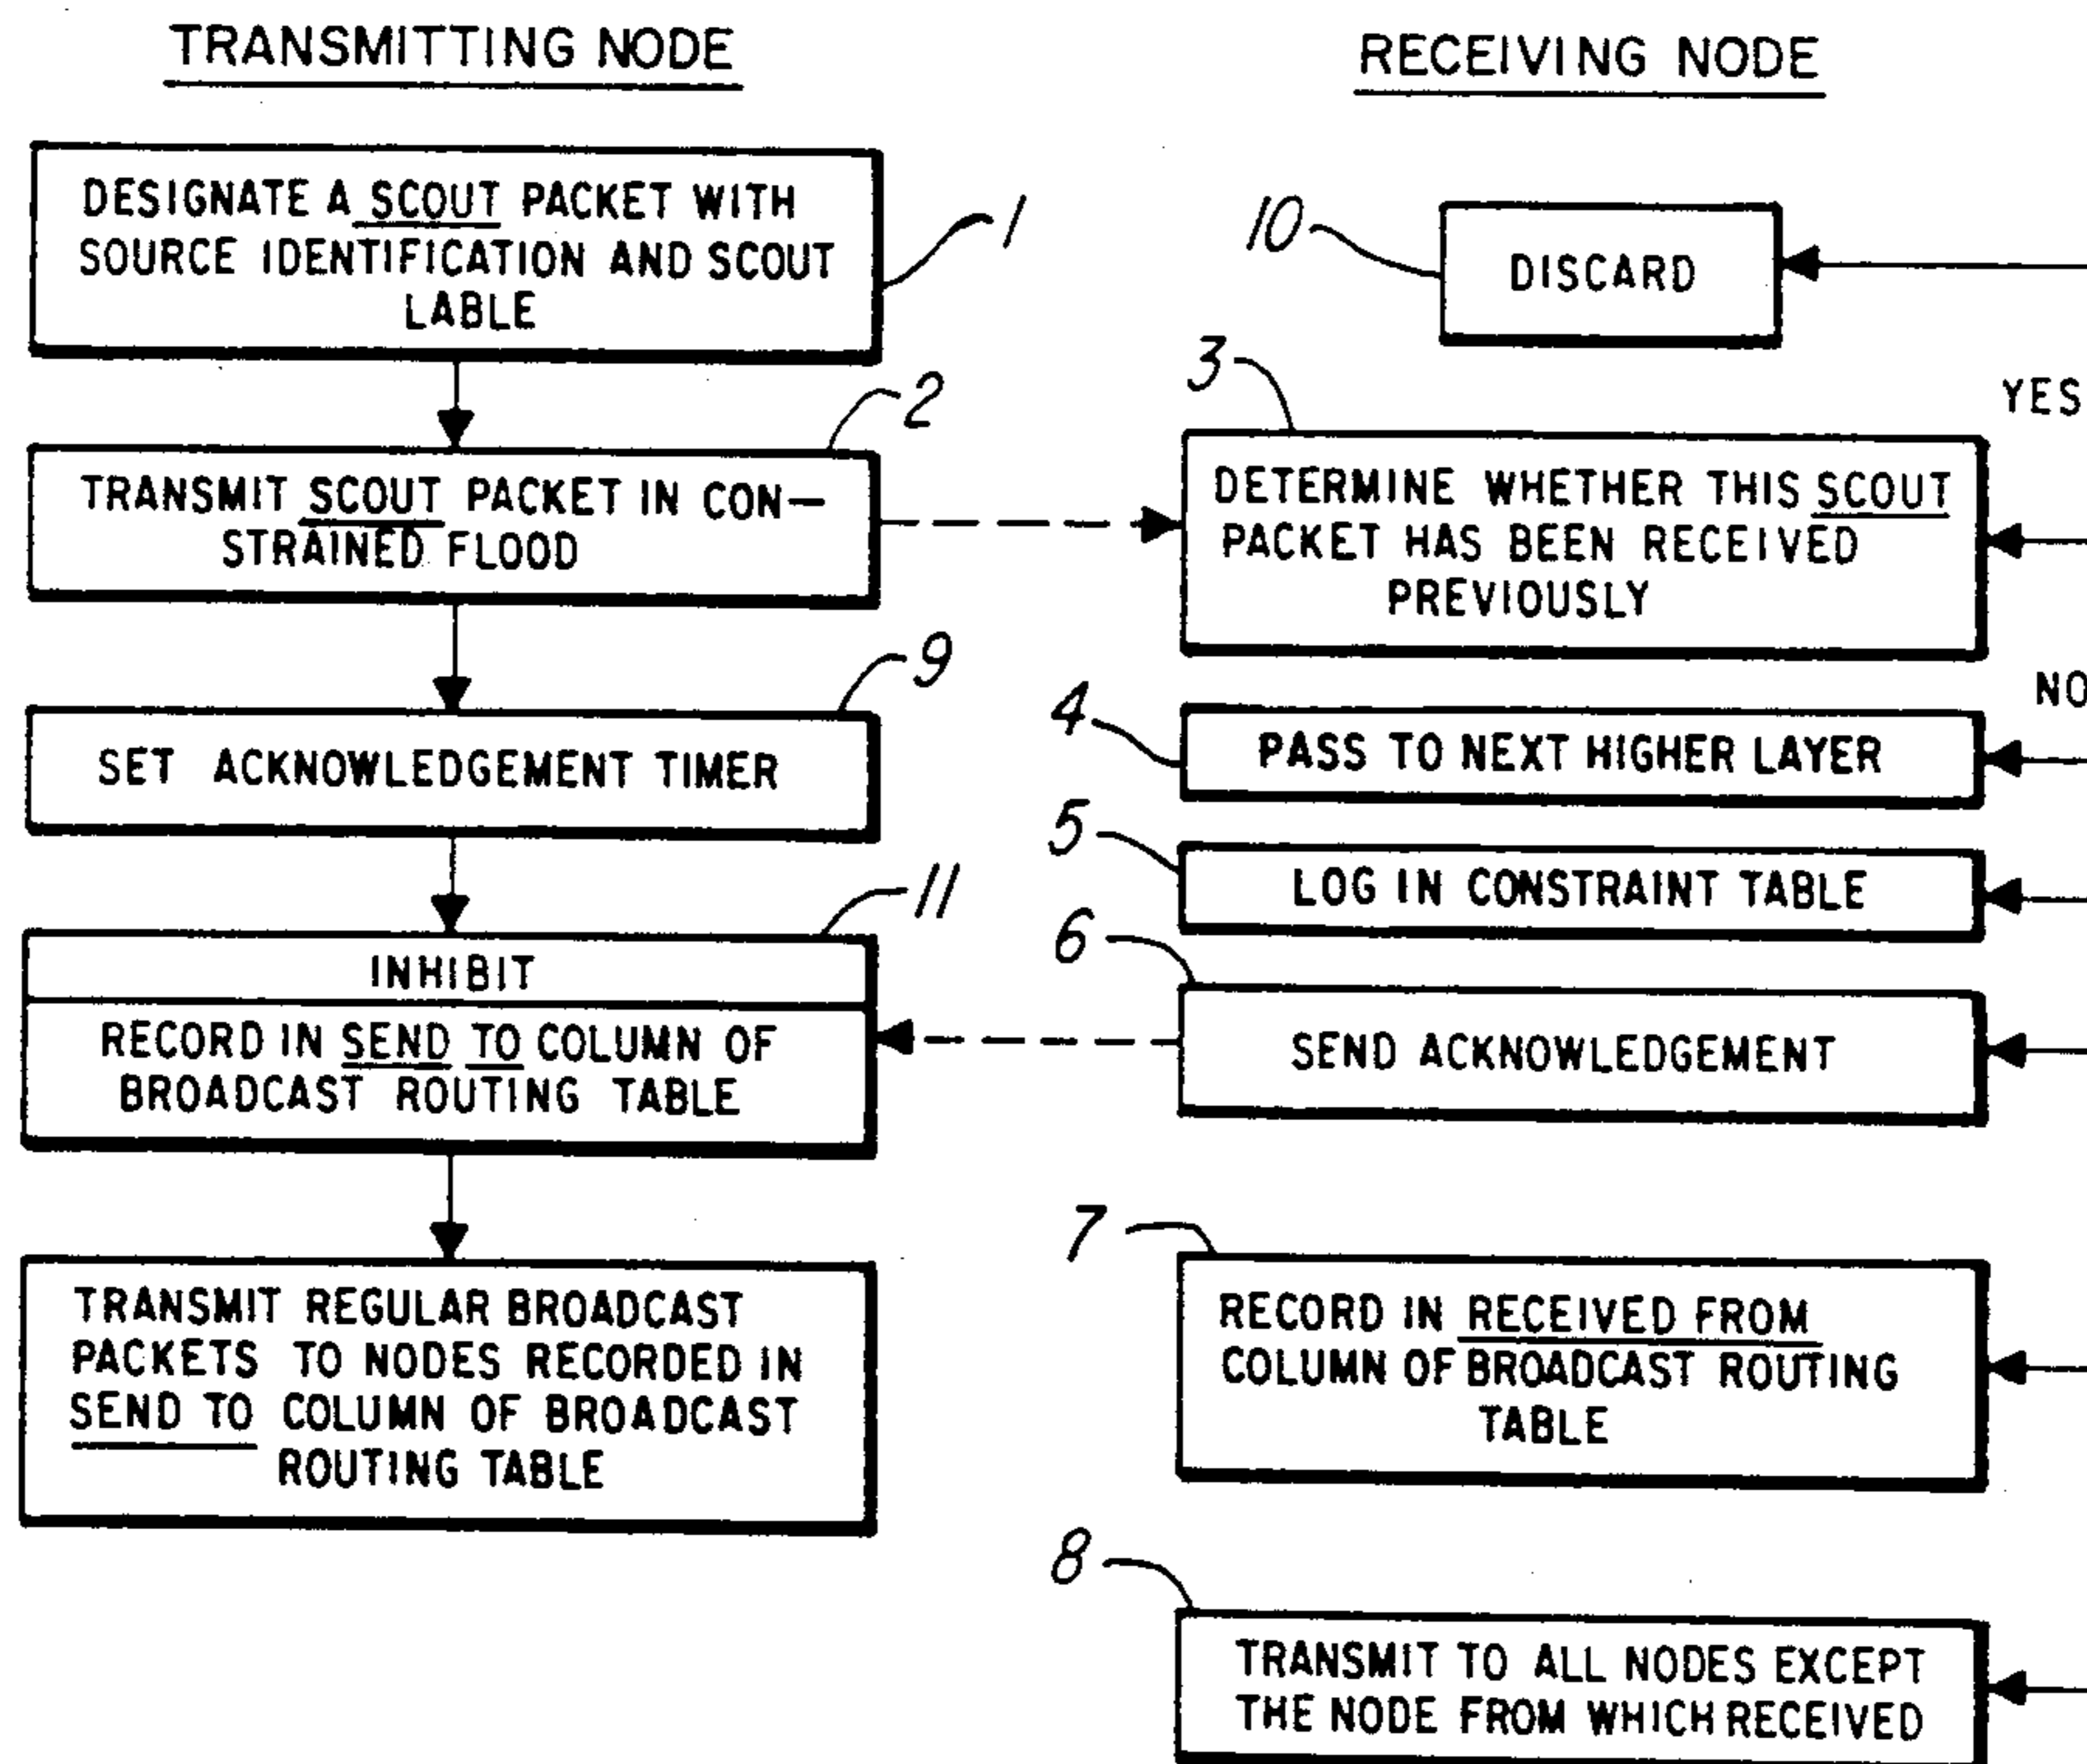 TRANSMITTING NODE
DESIGNATE A SCOUT PACKET WITH
SOURCE IDENTIFICATION AND SCOUT
LABLE
1
TRANSMIT SCOUT PACKET IN CON—
STRAINED FLOOD
2
SET ACKNOWLEDGEMENT TIMER
9
INHIBIT
11
RECORD IN SEND TO COLUMN OF
BROADCAST ROUTING TABLE
TRANSMIT REGULAR BROADCAST
PACKETS TO NODES RECORDED IN
SEND TO COLUMN OF BROADCAST
ROUTING TABLE
RECEIVING NODE
10
DISCARD
YES
3
DETERMINE WHETHER THIS SCOUT
PACKET HAS BEEN RECEIVED
PREVIOUSLY
NO
4
PASS TO NEXT HIGHER LAYER
5
LOG IN CONSTRAINT TABLE
6
SEND ACKNOWLEDGEMENT
7
RECORD IN RECEIVED FROM
COLUMN OF BROADCAST ROUTING
TABLE
8
TRANSMIT TO ALL NODES EXCEPT
THE NODE FROM WHICH RECEIVED